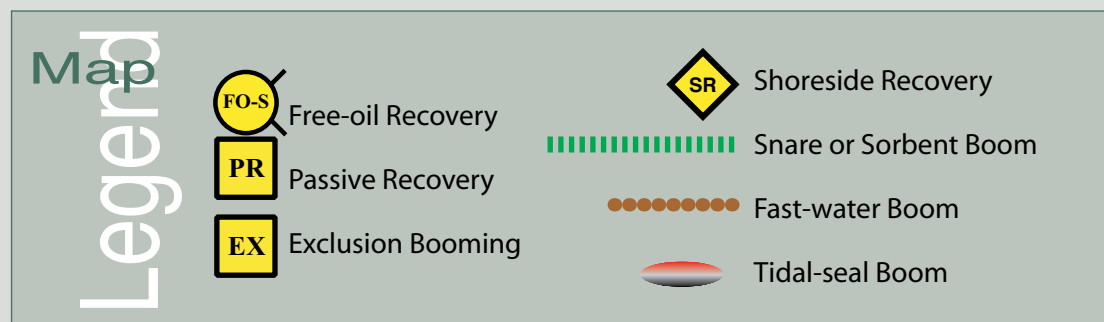 Map
Legend
FO-S
Free-oil Recovery
PR
Passive Recovery
EX
Exclusion Booming
SR
Shoreside Recovery
Snare or Sorbent Boom
Fast-water Boom
Tidal-seal Boom